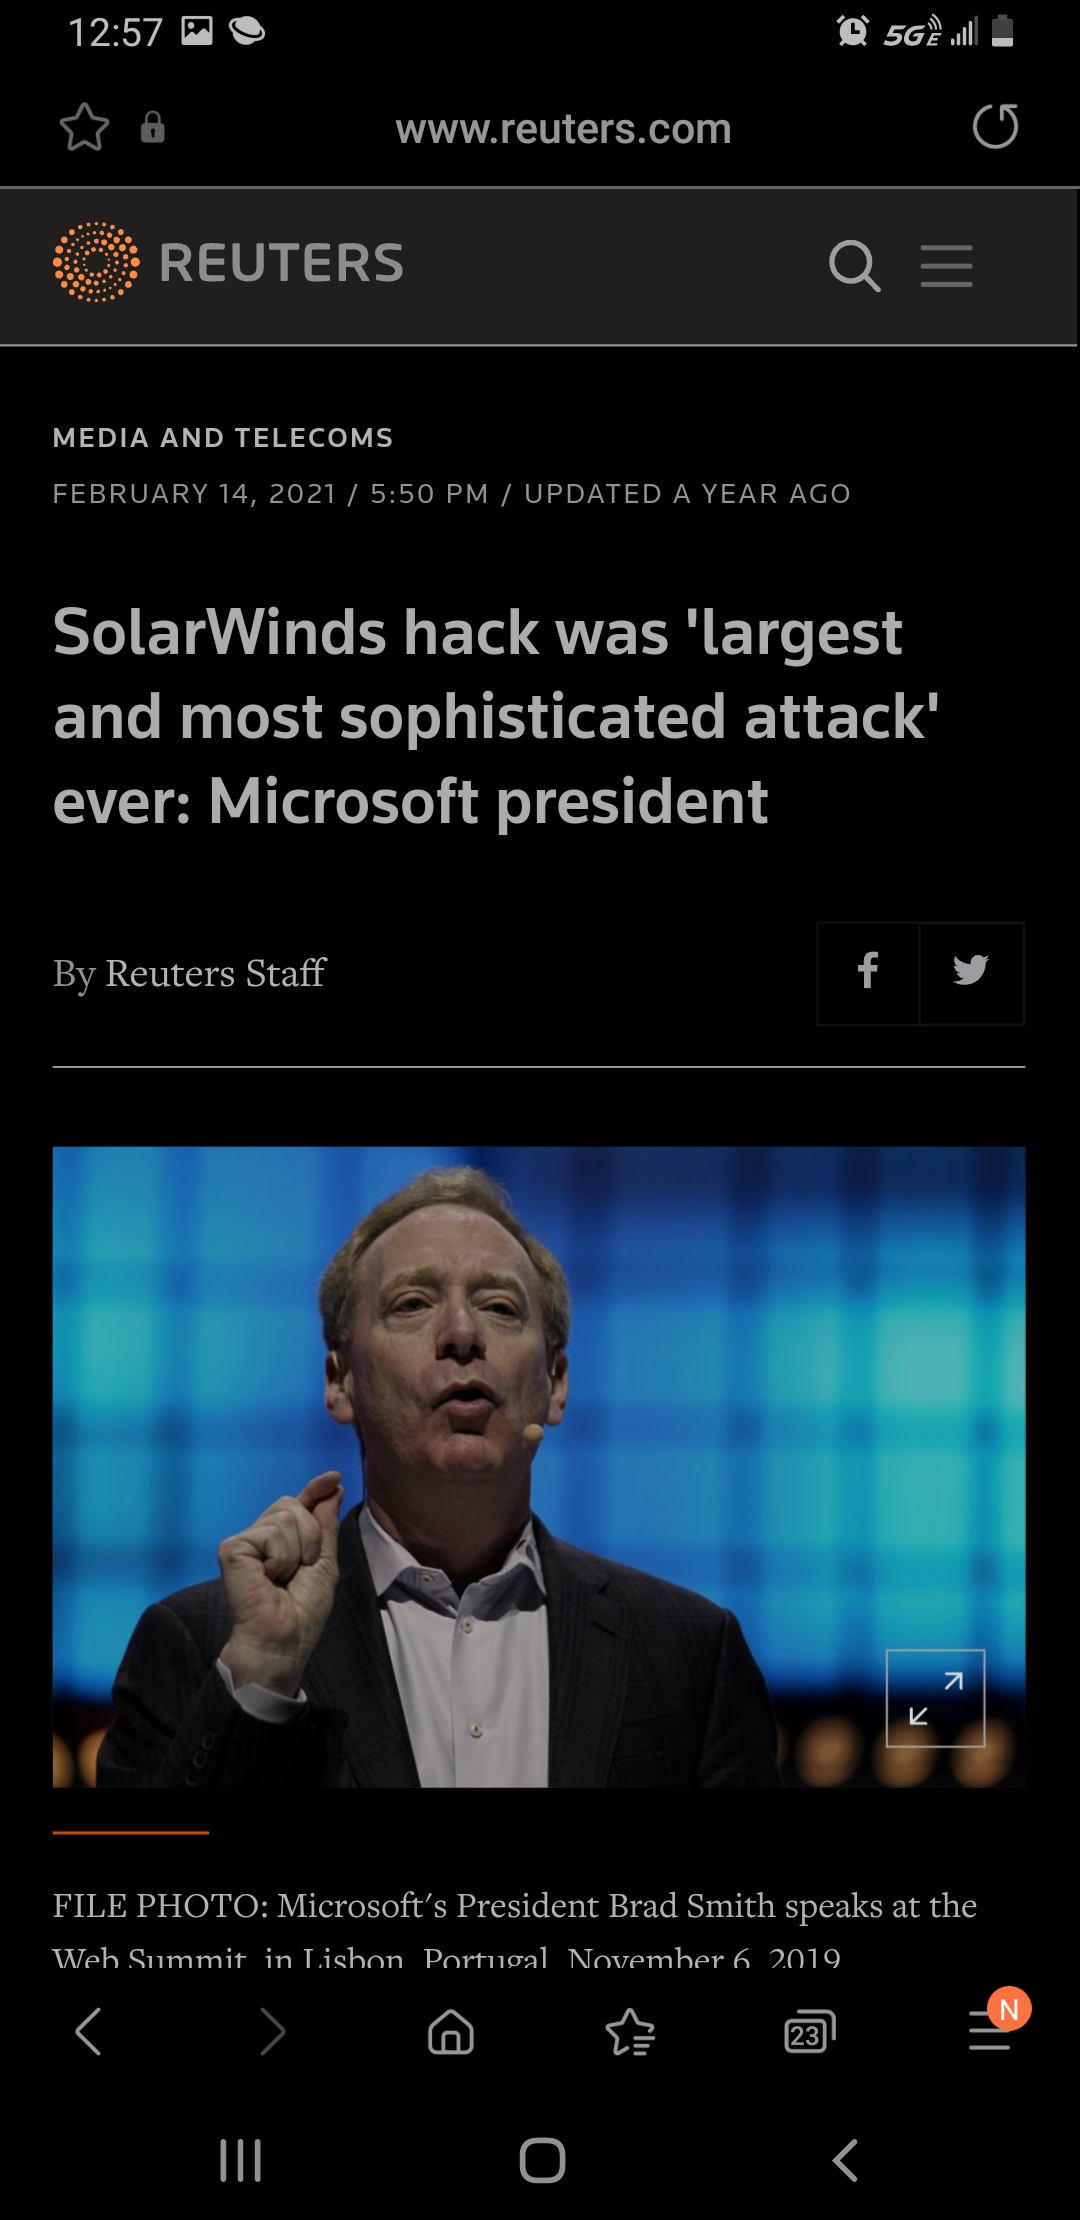 12:57
5GE
www.reuters.com
REUTERS
MEDIA AND TELECOMS
FEBRUARY 14, 2021 / 5:50 PM / UPDATED A YEAR AGO
SolarWinds hack was 'largest
and most sophisticated attack'
ever: Microsoft president
By Reuters Staff
f
FILE PHOTO: Microsoft's President Brad Smith speaks at the
Web Summit, in Lisbon, Portugal, November 6, 2019
23
N